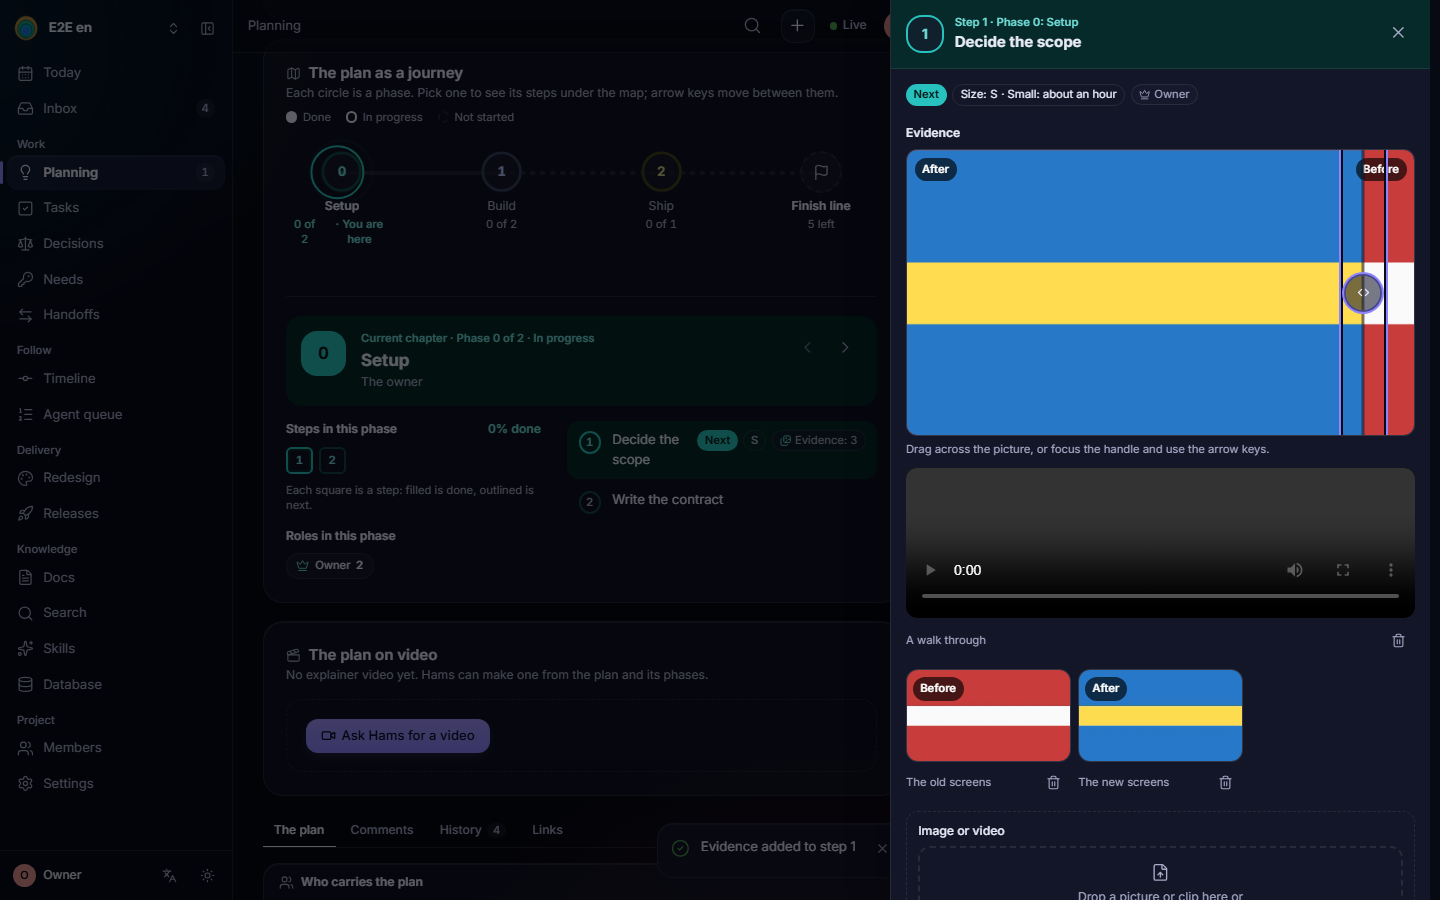 E2E en
Today
Inbox 4
Work
Planning 1
Tasks
Decisions
Needs
Handoffs
Follow
Timeline
Agent queue
Delivery
Redesign
Releases
Knowledge
Docs
Search
Skills
Database
Project
Members
Settings
O Owner
Planning
Live
The plan as a journey
Each circle is a phase. Pick one to see its steps under the map; arrow keys move between them.
Done In progress Not started
0 1 2
Setup Build Ship Finish line
0 of 2 · You are here 0 of 2 0 of 1 5 left
0
Current chapter · Phase 0 of 2 · In progress
Setup
The owner
Steps in this phase 0% done
1 2
Each square is a step: filled is done, outlined is
next.
Roles in this phase
Owner 2
1 Decide the scope Next S Evidence: 3
2 Write the contract
The plan on video
No explainer video yet. Hams can make one from the plan and its phases.
Ask Hams for a video
The plan Comments History 4 Links
Evidence added to step 1
Who carries the plan
1
Step 1 · Phase 0: Setup
Decide the scope
Next Size: S · Small: about an hour Owner
Evidence
After Before
Drag across the picture, or focus the handle and use the arrow keys.
0:00
A walk through
Before After
The old screens The new screens
Image or video
Drop a picture or clip here or